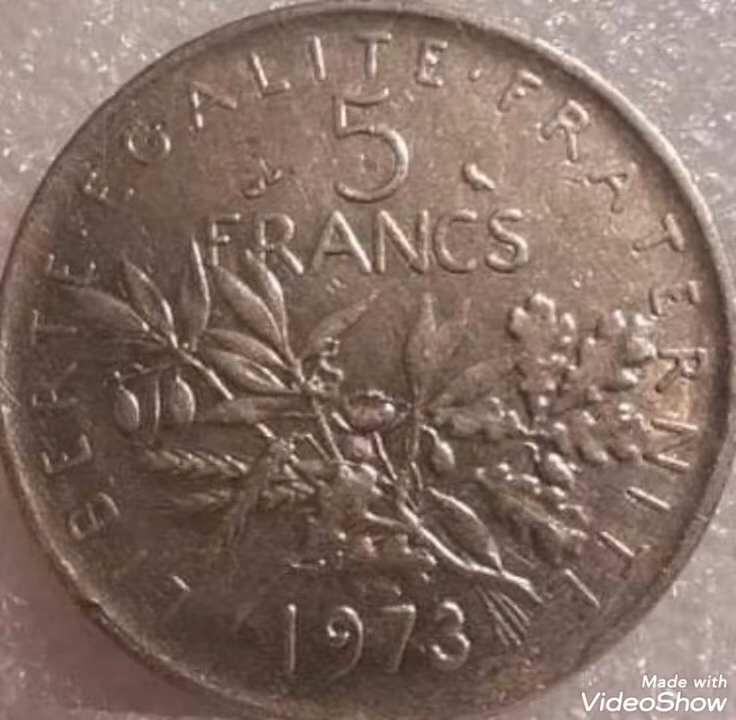 LIBERTE·EGALITE·FRATERNITE
5
FRANCS
1973
Made with
VideoShow